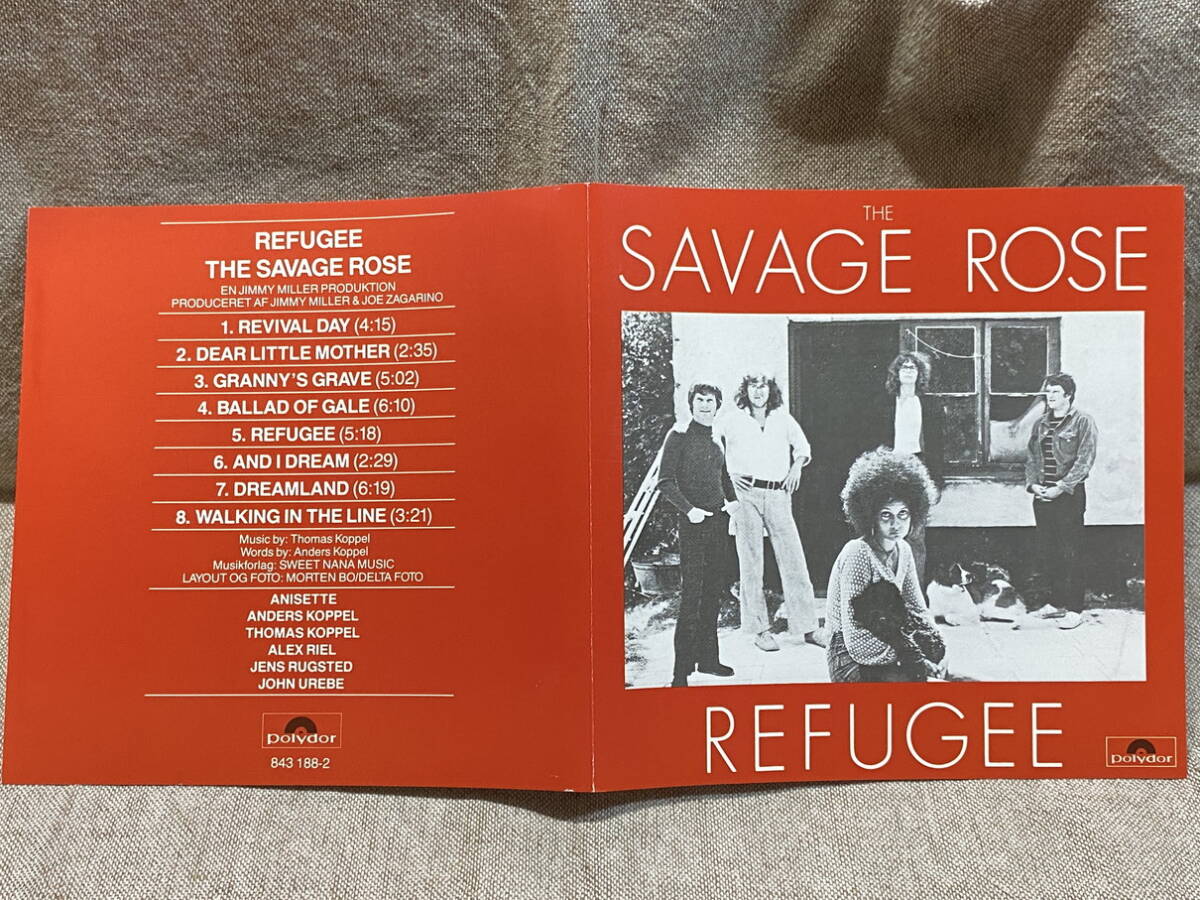 REFUGEE
THE SAVAGE ROSE
EN JIMMY MILLER PRODUKTION
PRODUCERET AF JIMMY MILLER & JOE ZAGARINO
1. REVIVAL DAY (4:15)
2. DEAR LITTLE MOTHER (2:35)
3. GRANNY'S GRAVE (5:02)
4. BALLAD OF GALE (6:10)
5. REFUGEE (5:18)
6. AND I DREAM (2:29)
7. DREAMLAND (6:19)
8. WALKING IN THE LINE (3:21)
Music by: Thomas Koppel
Words by: Anders Koppel
Musikforlag: SWEET NANA MUSIC
LAYOUT OG FOTO: MORTEN BO/DELTA FOTO
ANISETTE
ANDERS KOPPEL
THOMAS KOPPEL
ALEX RIEL
JENS RUGSTED
JOHN UREBE
polydor
843 188-2
THE
SAVAGE ROSE
REFUGEE
polydor